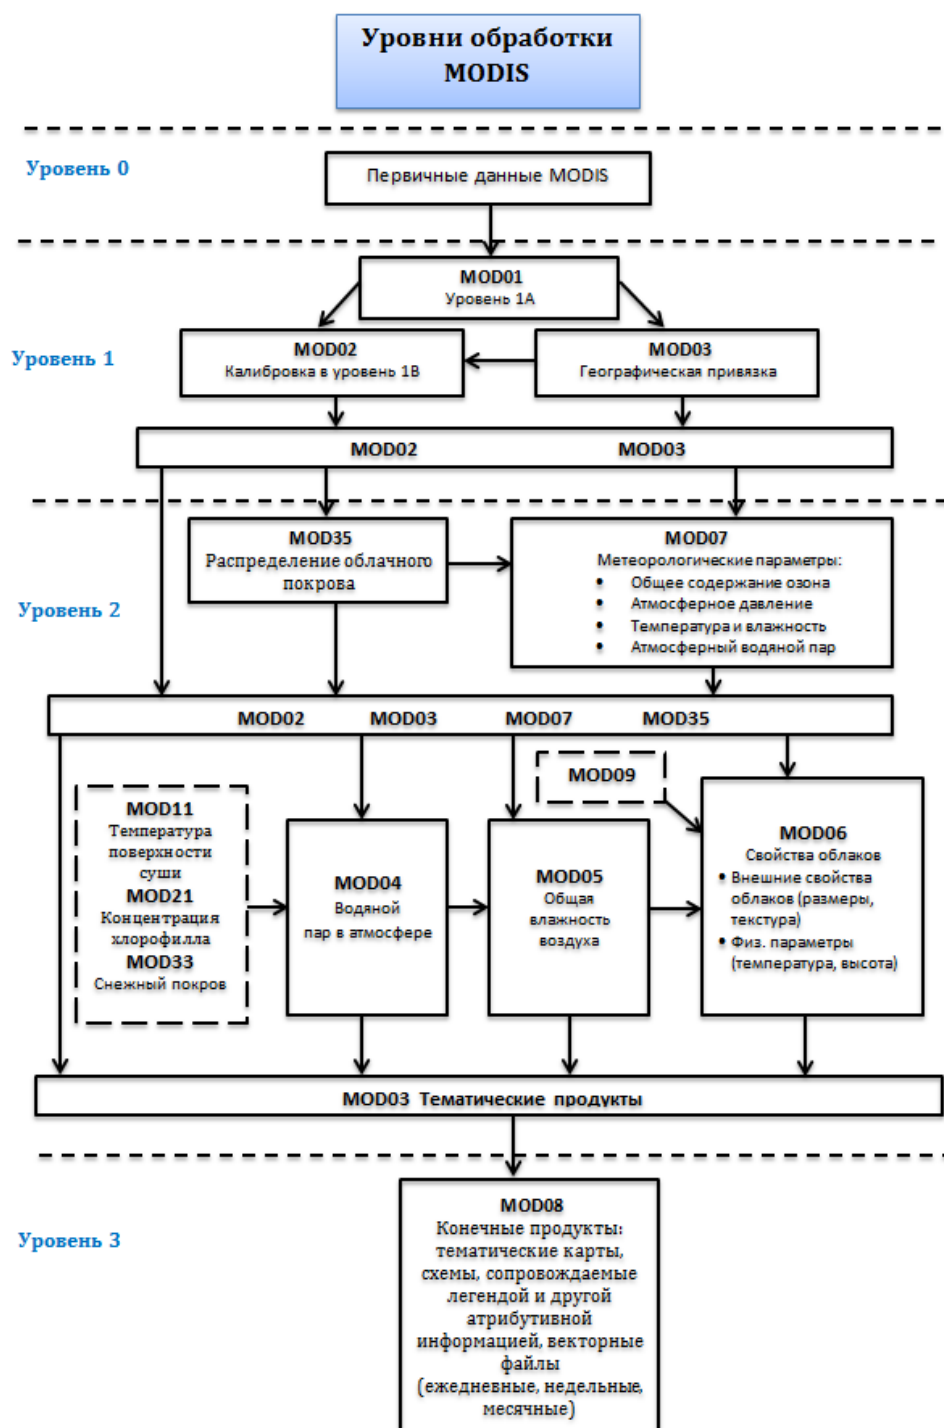 Уровни обработки
MODIS
Уровень 0
Первичные данные MODIS
MOD01
Уровень 1А
Уровень 1
MOD02
Калибровка в уровень 1В
MOD03
Географическая привязка
MOD02 MOD03
Уровень 2
MOD35
Распределение облачного
покрова
MOD07
Метеорологические параметры:
• Общее содержание озона
• Атмосферное давление
• Температура и влажность
• Атмосферный водяной пар
MOD02 MOD03 MOD07 MOD35
MOD09
MOD11
Температура
поверхности
суши
MOD21
Концентрация
хлорофилла
MOD33
Снежный покров
MOD04
Водяной
пар в атмосфере
MOD05
Общая
влажность
воздуха
MOD06
Свойства облаков
• Внешние свойства
облаков (размеры,
текстура)
• Физ. параметры
(температура, высота)
MOD03 Тематические продукты
Уровень 3
MOD08
Конечные продукты:
тематические карты,
схемы, сопровождаемые
легендой и другой
атрибутивной
информацией, векторные
файлы
(ежедневные, недельные,
месячные)